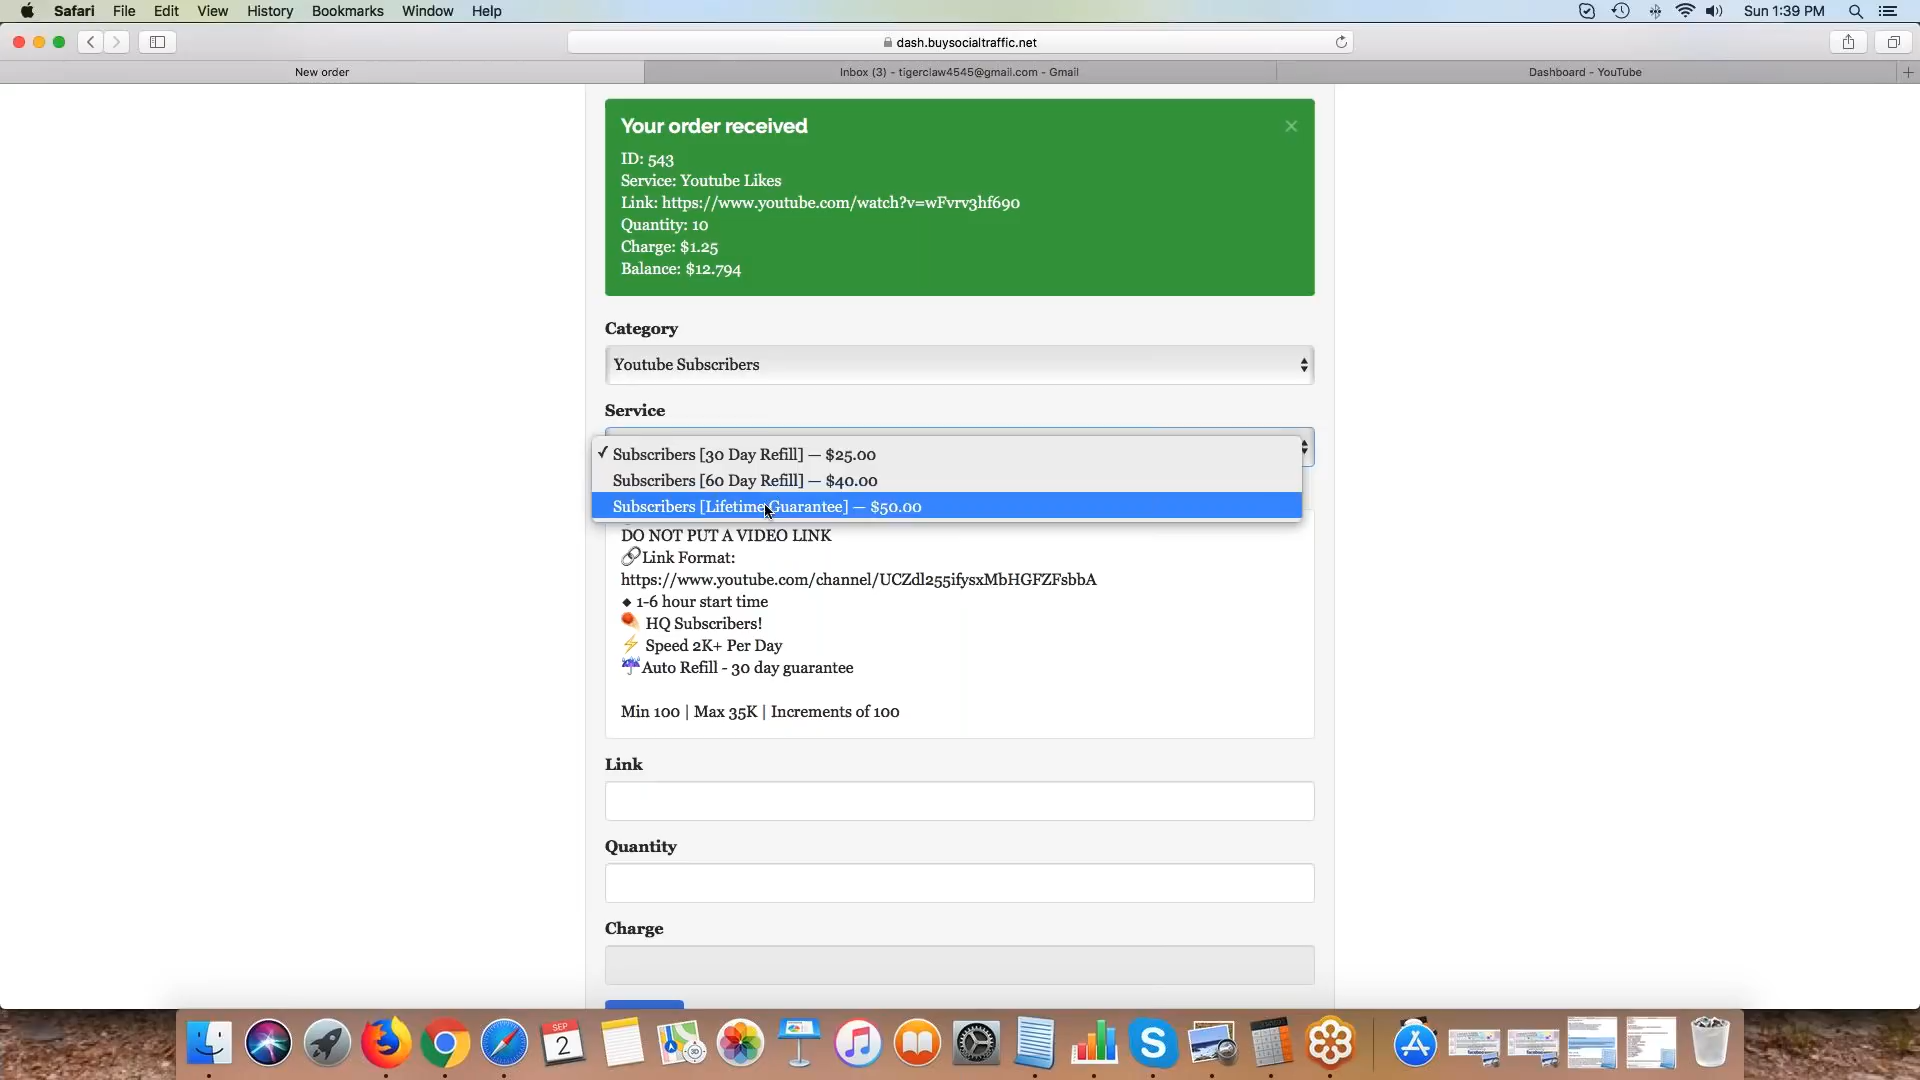 Safari File Edit View History Bookmarks Window Help
Sun 1:39 PM
dash.buysocialtraffic.net
New order
Inbox (3) - tigerclaw4545@gmail.com - Gmail
Dashboard - YouTube
Your order received
×
ID: 543
Service: Youtube Likes
Link: https://www.youtube.com/watch?v=wFvrv3hf690
Quantity: 10
Charge: $1.25
Balance: $12.794
Category
Youtube Subscribers
Service
✓ Subscribers [30 Day Refill] — $25.00
Subscribers [60 Day Refill] — $40.00
Subscribers [Lifetime Guarantee] — $50.00
DO NOT PUT A VIDEO LINK
🔗Link Format:
https://www.youtube.com/channel/UCZdl255ifysxMbHGFZFsbbA
◆ 1-6 hour start time
☄ HQ Subscribers!
⚡ Speed 2K+ Per Day
☔Auto Refill - 30 day guarantee
Min 100 | Max 35K | Increments of 100
Link
Quantity
Charge
SEP
2
3D